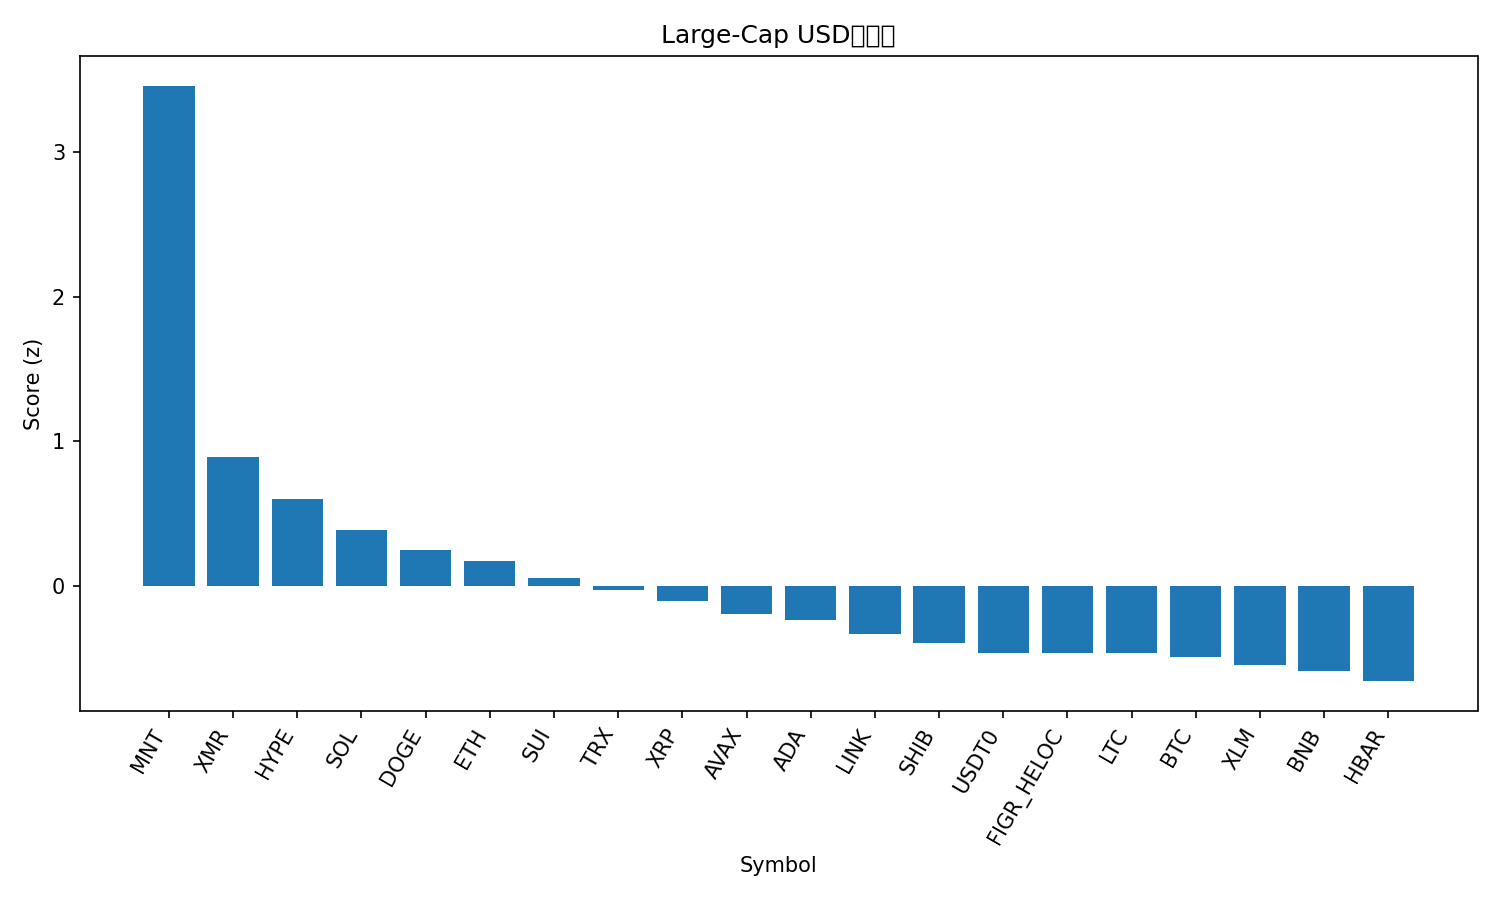 Large-Cap USD
Score (z)
3
2
1
0
MNT
XMR
HYPE
SOL
DOGE
ETH
SUI
TRX
XRP
AVAX
ADA
LINK
SHIB
USDT0
FIGR_HELOC
LTC
BTC
XLM
BNB
HBAR
Symbol